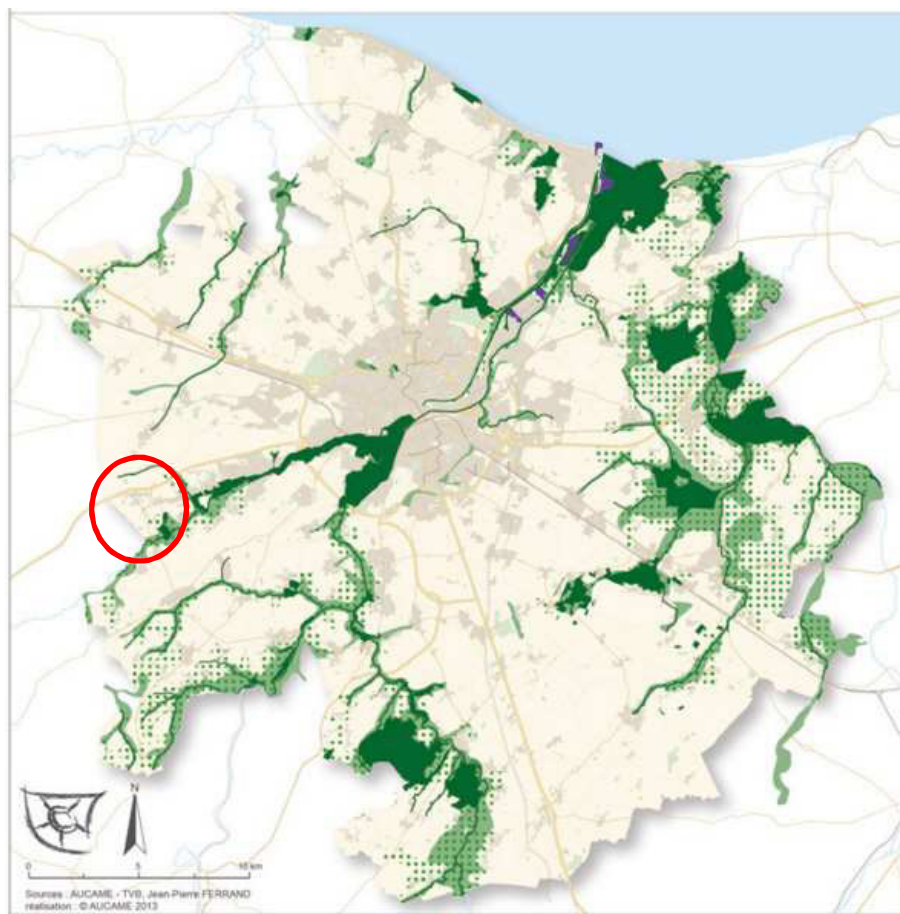 N
0 5 10 km
Sources : AUCAME - TVB, Jean-Pierre FERRAND
réalisation : © AUCAME 2013